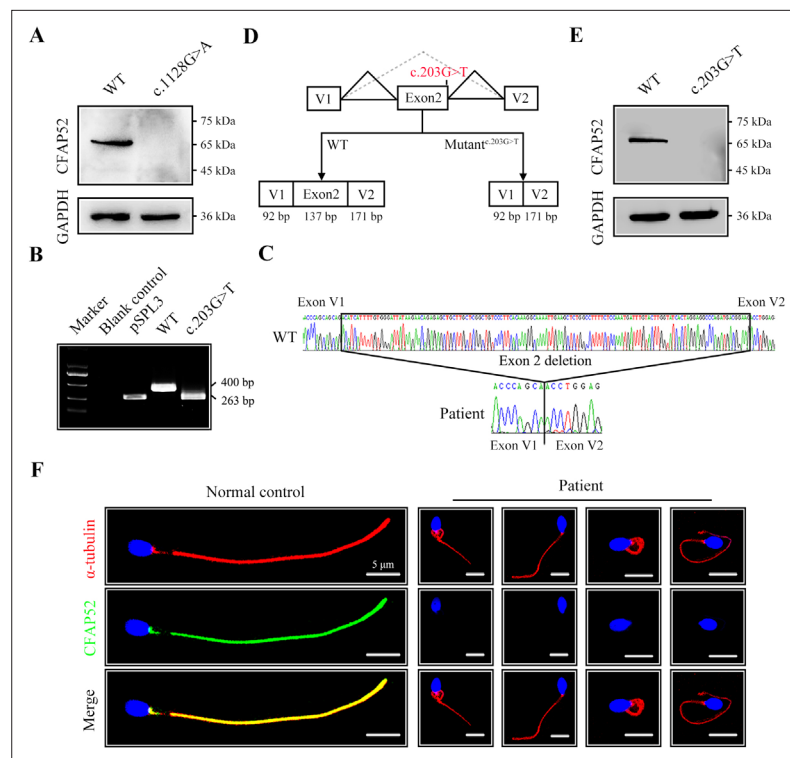 A
WT
c.1128G>A
CFAP52
75 kDa
65 kDa
45 kDa
GAPDH
36 kDa
B
Marker
Blank control
pSPL3
WT
c.203G>T
400 bp
263 bp
D
c.203G>T
V1
Exon2
V2
WT
Mutant^c.203G>T
V1 Exon2 V2
92 bp 137 bp 171 bp
V1 V2
92 bp 171 bp
E
WT
c.203G>T
CFAP52
75 kDa
65 kDa
45 kDa
GAPDH
36 kDa
C
Exon V1
Exon V2
WT
Exon 2 deletion
ACCCAGCAACCTGGAG
Patient
Exon V1 Exon V2
F
Normal control
Patient
α-tubulin
5 μm
CFAP52
Merge